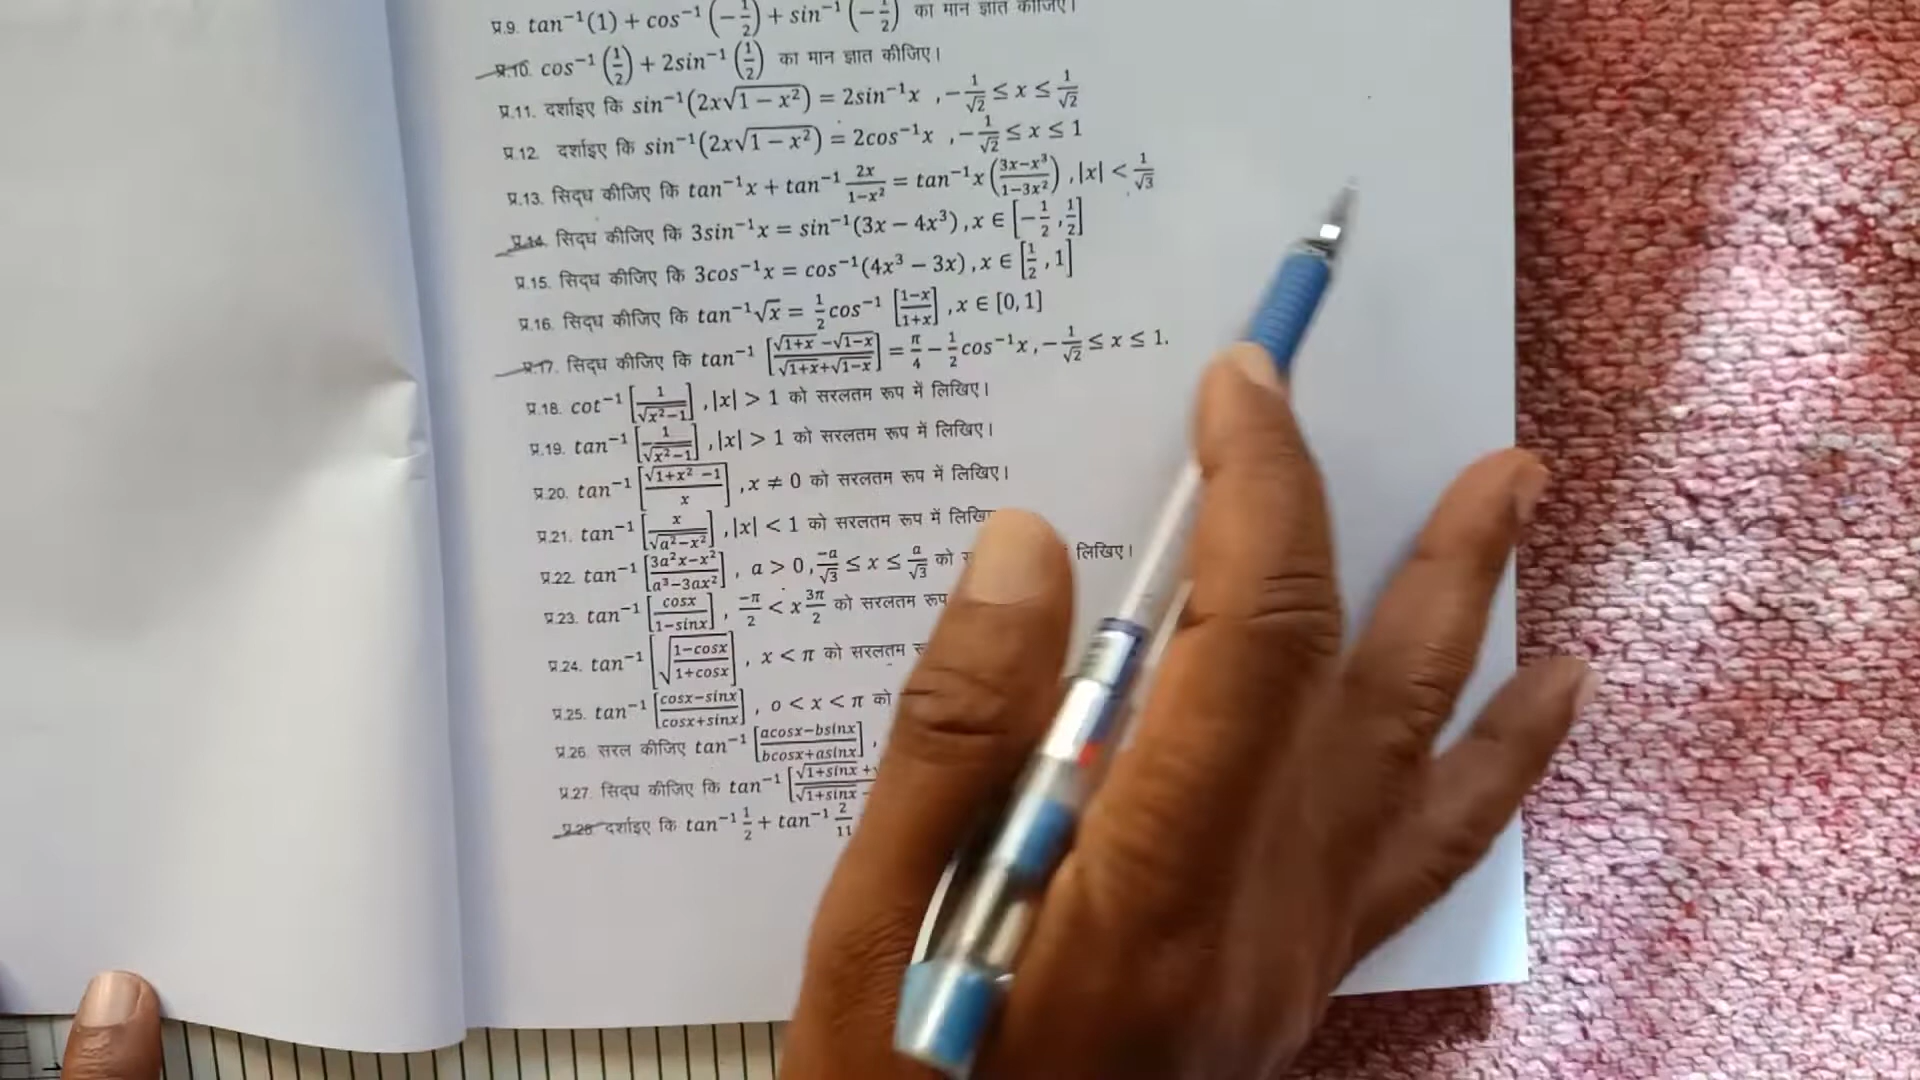 प्र.9. tan⁻¹(1) + cos⁻¹(−1/2) + sin⁻¹(−1/2) का मान ज्ञात कीजिए।
प्र.10. cos⁻¹(1/2) + 2sin⁻¹(1/2) का मान ज्ञात कीजिए।
प्र.11. दर्शाइए कि sin⁻¹(2x√(1 − x²)) = 2sin⁻¹x , −1/√2 ≤ x ≤ 1/√2
प्र.12. दर्शाइए कि sin⁻¹(2x√(1 − x²)) = 2cos⁻¹x , −1/√2 ≤ x ≤ 1
प्र.13. सिद्ध कीजिए कि tan⁻¹x + tan⁻¹ 2x/(1−x²) = tan⁻¹x((3x−x³)/(1−3x²)) , |x| < 1/√3
प्र.14. सिद्ध कीजिए कि 3sin⁻¹x = sin⁻¹(3x − 4x³) , x ∈ [−1/2 , 1/2]
प्र.15. सिद्ध कीजिए कि 3cos⁻¹x = cos⁻¹(4x³ − 3x) , x ∈ [1/2 , 1]
प्र.16. सिद्ध कीजिए कि tan⁻¹√x = 1/2 cos⁻¹ [(1−x)/(1+x)] , x ∈ [0, 1]
प्र.17. सिद्ध कीजिए कि tan⁻¹ [(√(1+x) −√(1−x))/(√(1+x)+√(1−x))] = π/4 − 1/2 cos⁻¹x , −1/√2 ≤ x ≤ 1.
प्र.18. cot⁻¹ [1/√(x²−1)] , |x| > 1 को सरलतम रूप में लिखिए।
प्र.19. tan⁻¹ [1/√(x²−1)] , |x| > 1 को सरलतम रूप में लिखिए।
प्र.20. tan⁻¹ [(√(1+x²) −1)/x] , x ≠ 0 को सरलतम रूप में लिखिए।
प्र.21. tan⁻¹ [x/√(a²−x²)] , |x| < 1 को सरलतम रूप में
प्र.22. tan⁻¹ [(3a²x−x²)/(a³−3ax²)] , a > 0 , −a/√3 ≤ x ≤ a/√3 को लिखिए।
प्र.23. tan⁻¹ [cosx/(1−sinx)] , −π/2 < x 3π/2 को सरलतम रूप
प्र.24. tan⁻¹ [√((1−cosx)/(1+cosx))] , x < π को सरलतम
प्र.25. tan⁻¹ [(cosx−sinx)/(cosx+sinx)] , o < x < π को
प्र.26. सरल कीजिए tan⁻¹ [(acosx−bsinx)/(bcosx+asinx)] ,
प्र.27. सिद्ध कीजिए कि tan⁻¹ [(√(1+sinx) +)/(√(1+sinx) −)
प्र.28 दर्शाइए कि tan⁻¹ 1/2 + tan⁻¹ 2/11